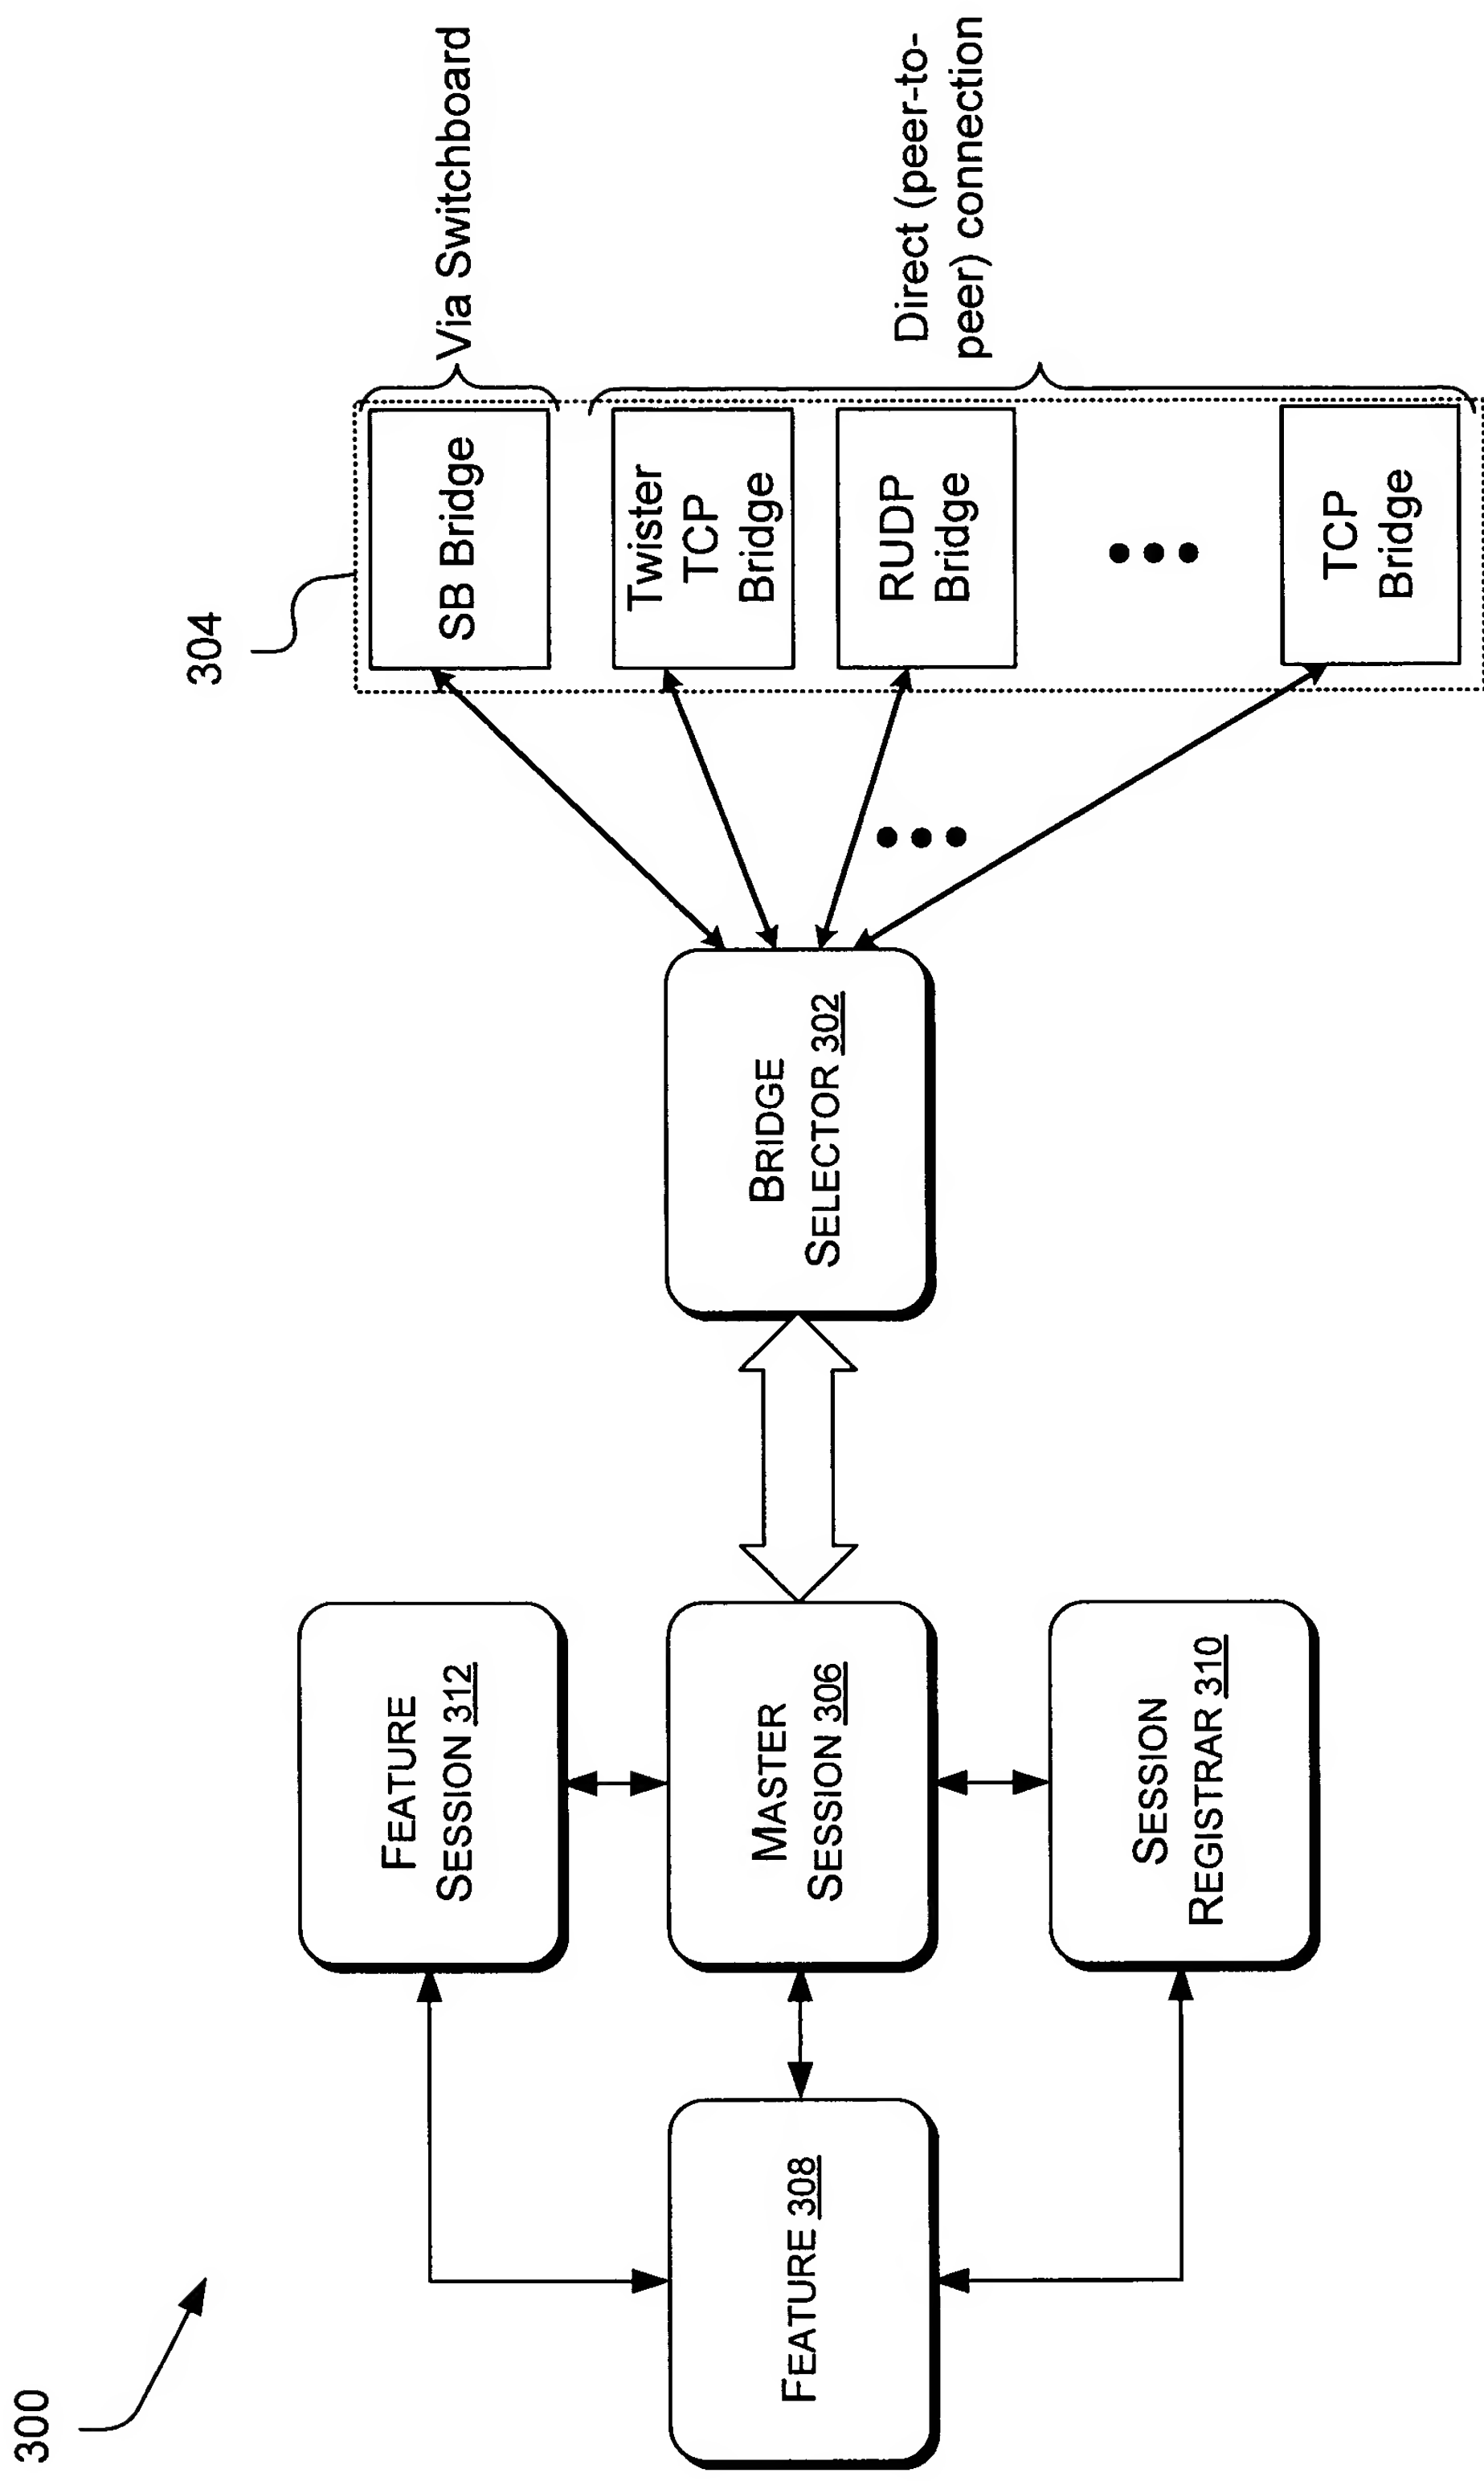 300
304
FEATURE 308
FEATURE
SESSION 312
MASTER
SESSION 306
SESSION
REGISTRAR 310
BRIDGE
SELECTOR 302
SB Bridge
Twister
TCP
Bridge
RUDP
Bridge
TCP
Bridge
Via Switchboard
Direct (peer-to-
peer) connection